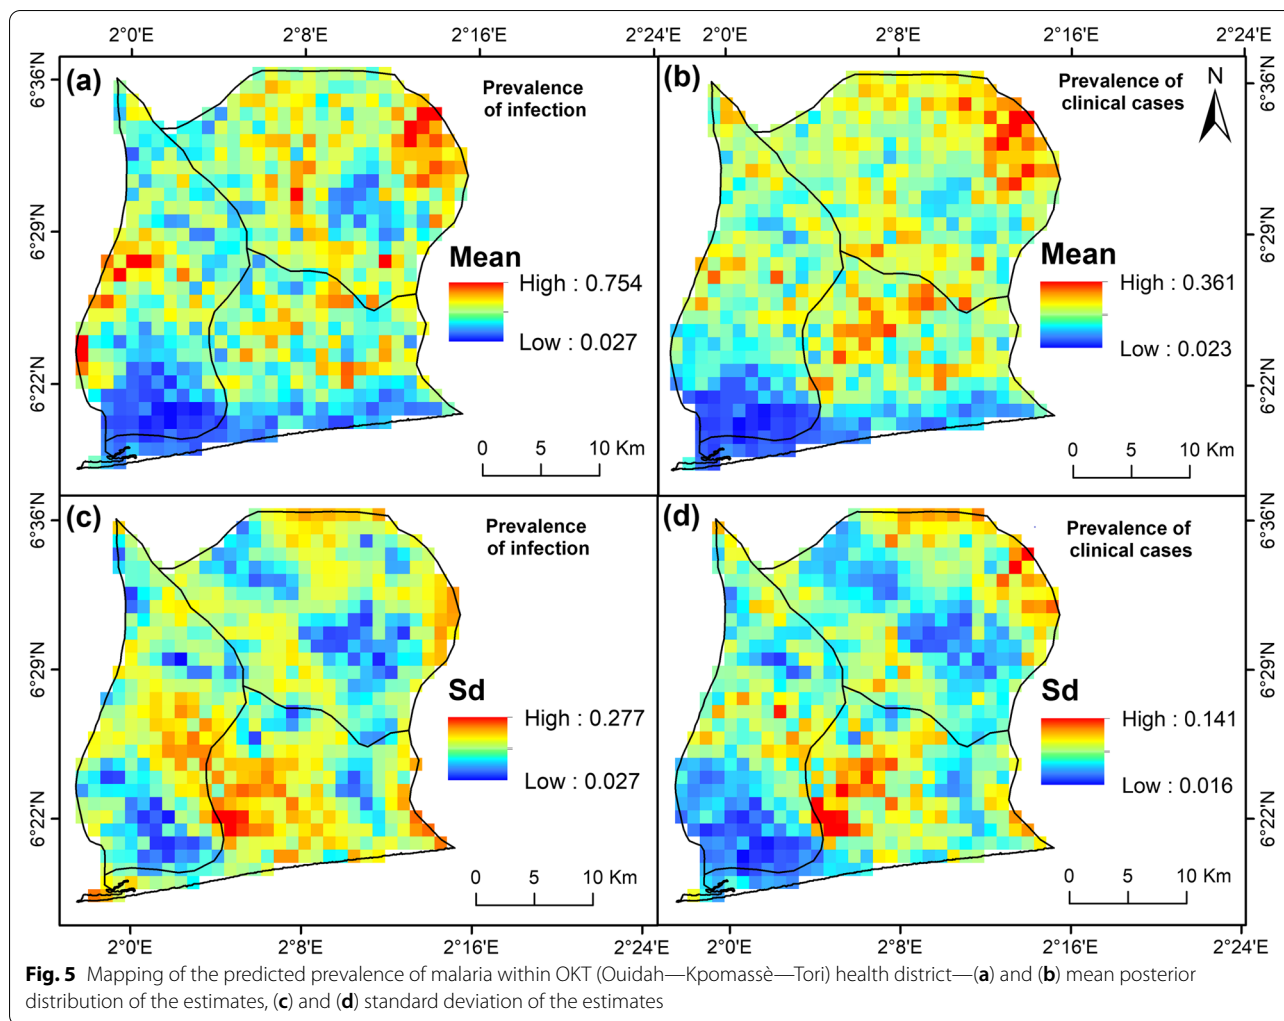 2°0'E 2°8'E 2°16'E 2°24'E 2°0'E 2°8'E 2°16'E 2°24'E
(a)
Prevalence
of infection
6°36'N
6°29'N
6°22'N
Mean
High : 0.754
Low : 0.027
0 5 10 Km
(b)
Prevalence of
clinical cases
N
6°36'N
6°29'N
6°22'N
Mean
High : 0.361
Low : 0.023
0 5 10 Km
(c)
Prevalence
of infection
6°36'N
6°29'N
6°22'N
Sd
High : 0.277
Low : 0.027
0 5 10 Km
(d)
Prevalence of
clinical cases
6°36'N
6°29'N
6°22'N
Sd
High : 0.141
Low : 0.016
0 5 10 Km
2°0'E 2°8'E 2°16'E 2°24'E 2°0'E 2°8'E 2°16'E 2°24'E
Fig. 5 Mapping of the predicted prevalence of malaria within OKT (Ouidah—Kpomassè—Tori) health district—(a) and (b) mean posterior
distribution of the estimates, (c) and (d) standard deviation of the estimates